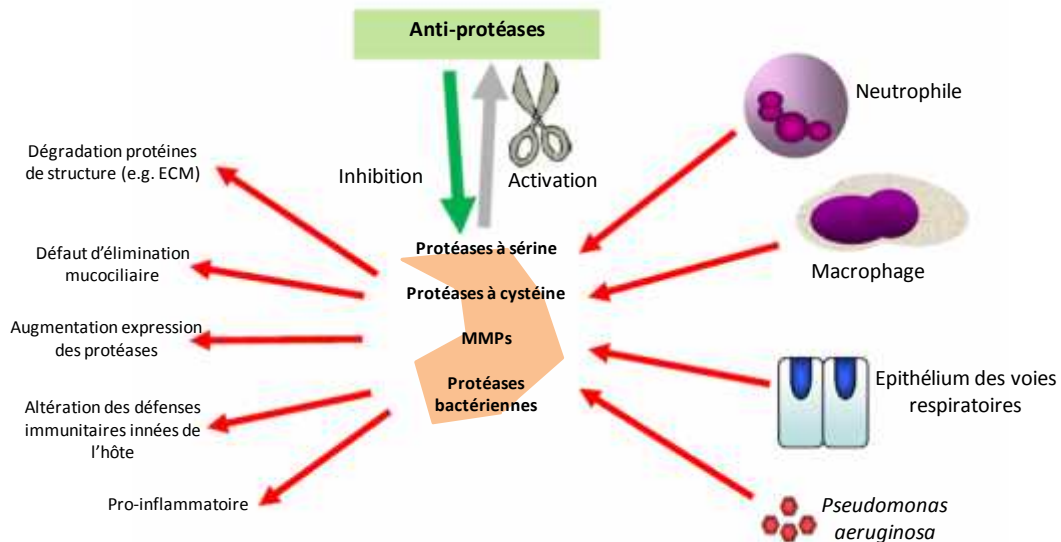 Anti-protéases
Inhibition
Activation
Dégradation protéines
de structure (e.g. ECM)
Défaut d’élimination
mucociliaire
Augmentation expression
des protéases
Altération des défenses
immunitaires innées de
l’hôte
Pro-inflammatoire
Protéases à sérine
Protéases à cystéine
MMPs
Protéases
bactériennes
Neutrophile
Macrophage
Epithélium des voies
respiratoires
Pseudomonas
aeruginosa